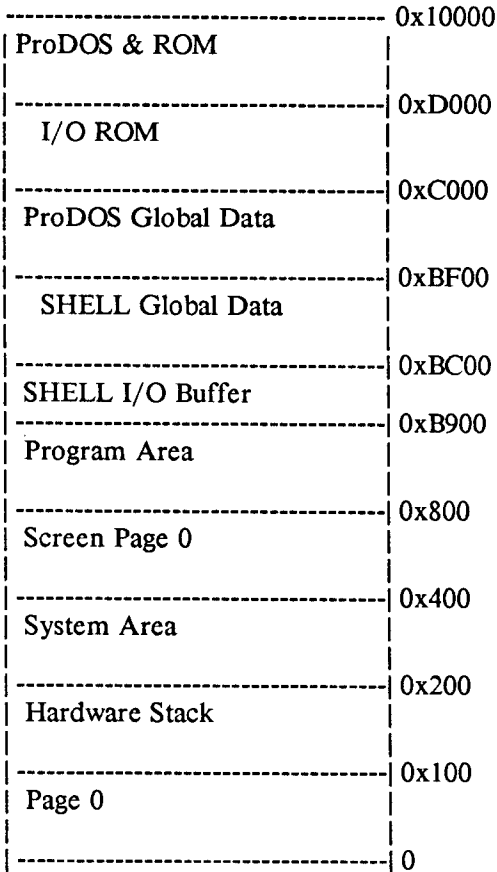 0x10000
ProDOS & ROM
0xD000
I/O ROM
0xC000
ProDOS Global Data
0xBF00
SHELL Global Data
0xBC00
SHELL I/O Buffer
0xB900
Program Area
0x800
Screen Page 0
0x400
System Area
0x200
Hardware Stack
0x100
Page 0
0